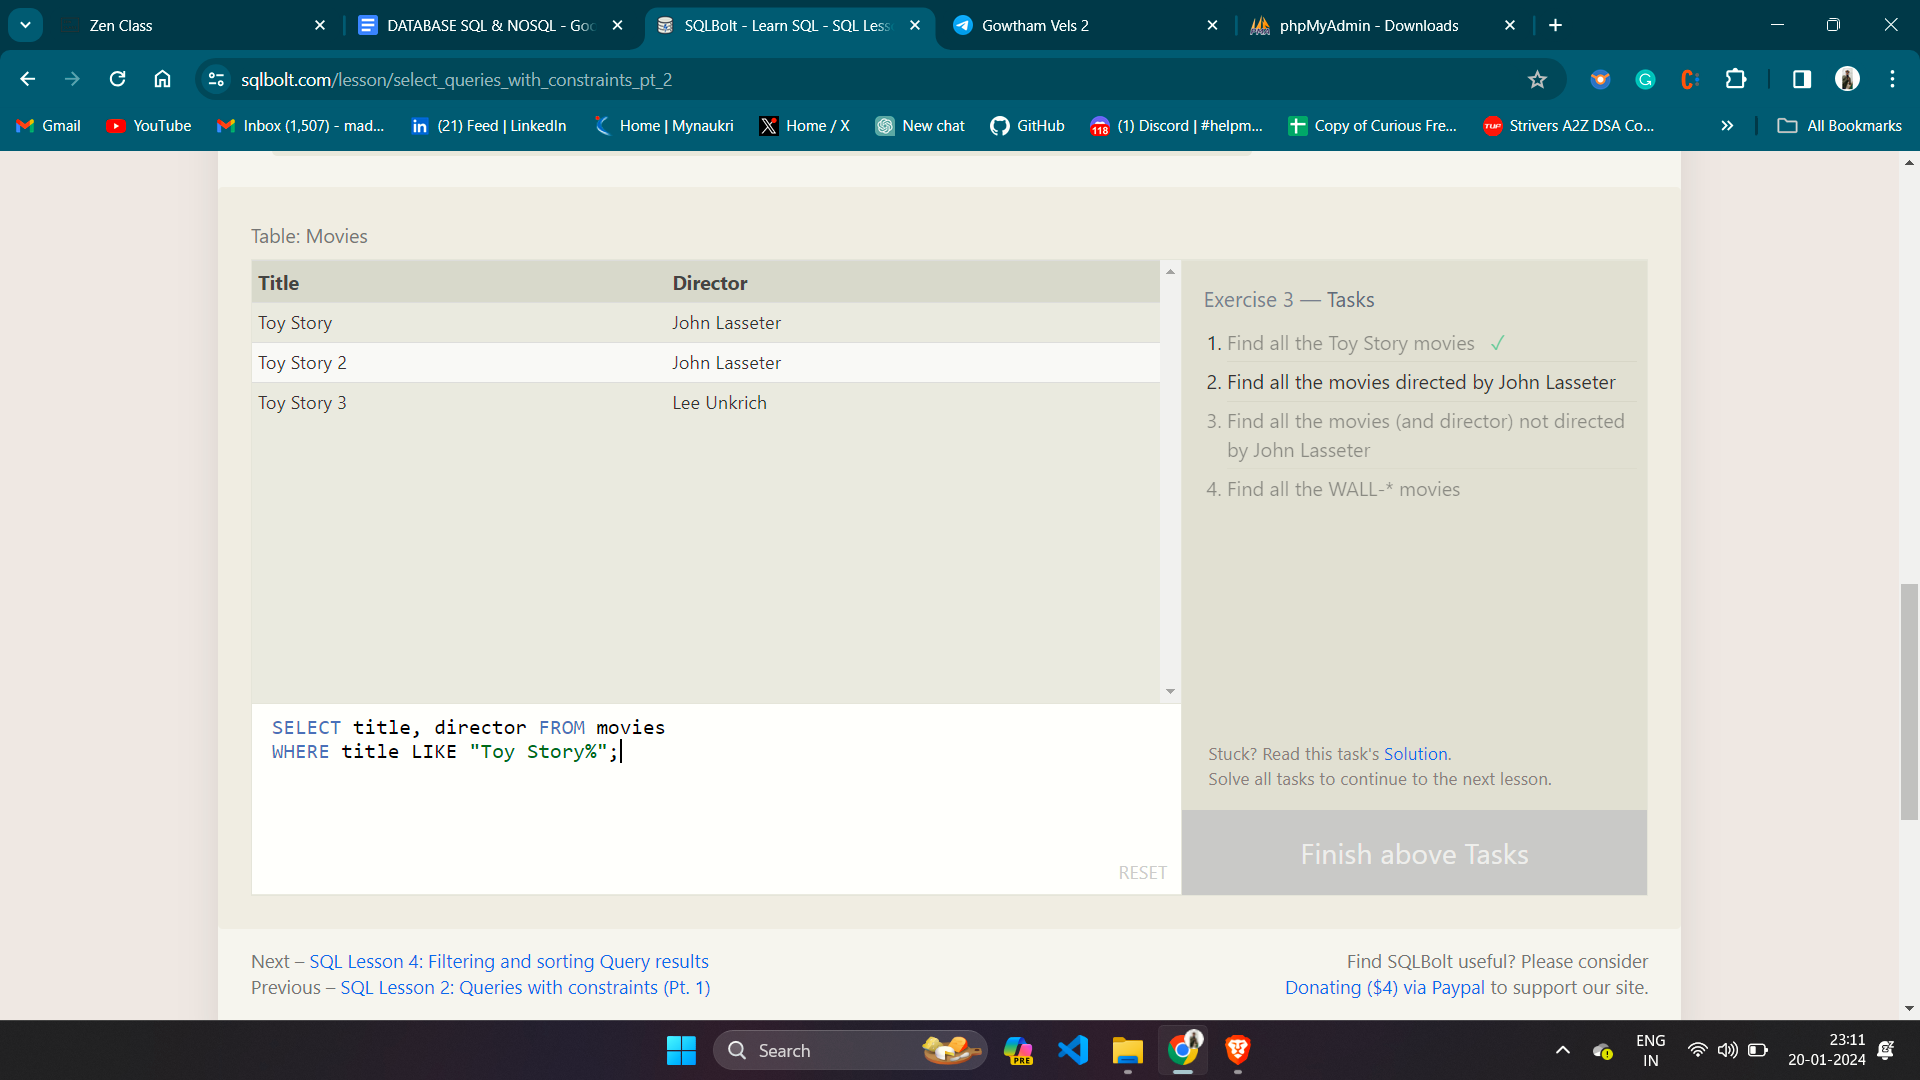 Zen Class
DATABASE SQL & NOSQL - Goo
SQLBolt - Learn SQL - SQL Less
Gowtham Vels 2
phpMyAdmin - Downloads
sqlbolt.com/lesson/select_queries_with_constraints_pt_2
Gmail
YouTube
Inbox (1,507) - mad...
(21) Feed | LinkedIn
Home | Mynaukri
Home / X
New chat
GitHub
118
(1) Discord | #helpm...
Copy of Curious Fre...
TUF
Strivers A2Z DSA Co...
All Bookmarks
Table: Movies
Title Director
Toy Story John Lasseter
Toy Story 2 John Lasseter
Toy Story 3 Lee Unkrich
Exercise 3 — Tasks
1. Find all the Toy Story movies ✓
2. Find all the movies directed by John Lasseter
3. Find all the movies (and director) not directed
by John Lasseter
4. Find all the WALL-* movies
SELECT title, director FROM movies
WHERE title LIKE "Toy Story%";
RESET
Stuck? Read this task's Solution.
Solve all tasks to continue to the next lesson.
Finish above Tasks
Next – SQL Lesson 4: Filtering and sorting Query results
Previous – SQL Lesson 2: Queries with constraints (Pt. 1)
Find SQLBolt useful? Please consider
Donating ($4) via Paypal to support our site.
Search
PRE
ENG
IN
23:11
20-01-2024